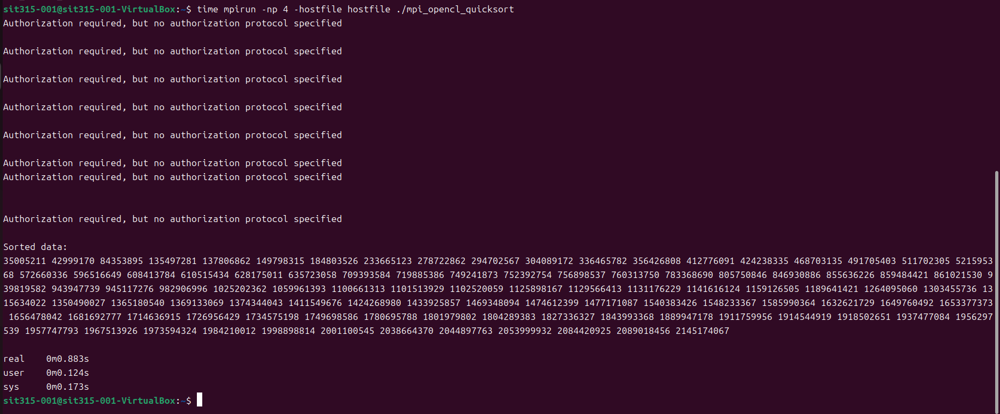 sit315-001@sit315-001-VirtualBox:~$ time mpirun -np 4 -hostfile hostfile ./mpi_opencl_quicksort
Authorization required, but no authorization protocol specified
Authorization required, but no authorization protocol specified
Authorization required, but no authorization protocol specified
Authorization required, but no authorization protocol specified
Authorization required, but no authorization protocol specified
Authorization required, but no authorization protocol specified
Authorization required, but no authorization protocol specified
Authorization required, but no authorization protocol specified
Sorted data:
35005211 42999170 84353895 135497281 137806862 149798315 184803526 233665123 278722862 294702567 304089172 336465782 356426808 412776091 424238335 468703135 491705403 511702305 5215953
68 572660336 596516649 608413784 610515434 628175011 635723058 709393584 719885386 749241873 752392754 756898537 760313750 783368690 805750846 846930886 855636226 859484421 861021530 9
39819582 943947739 945117276 982906996 1025202362 1059961393 1100661313 1101513929 1102520059 1125898167 1129566413 1131176229 1141616124 1159126505 1189641421 1264095060 1303455736 13
15634022 1350490027 1365180540 1369133069 1374344043 1411549676 1424268980 1433925857 1469348094 1474612399 1477171087 1540383426 1548233367 1585990364 1632621729 1649760492 1653377373
1656478042 1681692777 1714636915 1726956429 1734575198 1749698586 1780695788 1801979802 1804289383 1827336327 1843993368 1889947178 1911759956 1914544919 1918502651 1937477084 1956297
539 1957747793 1967513926 1973594324 1984210012 1998898814 2001100545 2038664370 2044897763 2053999932 2084420925 2089018456 2145174067
real 0m0.883s
user 0m0.124s
sys 0m0.173s
sit315-001@sit315-001-VirtualBox:~$